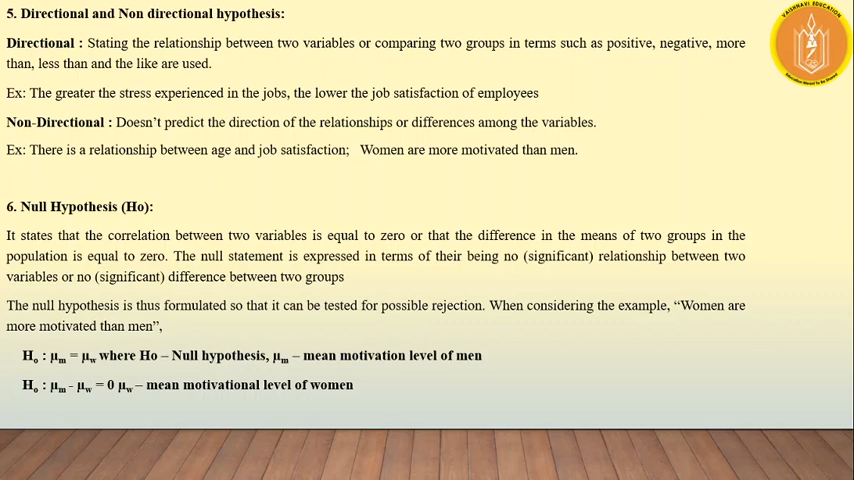 5. Directional and Non directional hypothesis:
VAISHNAVI EDUCATION
Directional : Stating the relationship between two variables or comparing two groups in terms such as positive, negative, more
than, less than and the like are used.
Ex: The greater the stress experienced in the jobs, the lower the job satisfaction of employees
Non-Directional : Doesn’t predict the direction of the relationships or differences among the variables.
Ex: There is a relationship between age and job satisfaction; Women are more motivated than men.
6. Null Hypothesis (Ho):
It states that the correlation between two variables is equal to zero or that the difference in the means of two groups in the
population is equal to zero. The null statement is expressed in terms of their being no (significant) relationship between two
variables or no (significant) difference between two groups
The null hypothesis is thus formulated so that it can be tested for possible rejection. When considering the example, “Women are
more motivated than men”,
Hₒ : μₘ = μw where Ho – Null hypothesis, μₘ – mean motivation level of men
Hₒ : μₘ - μw = 0 μw – mean motivational level of women